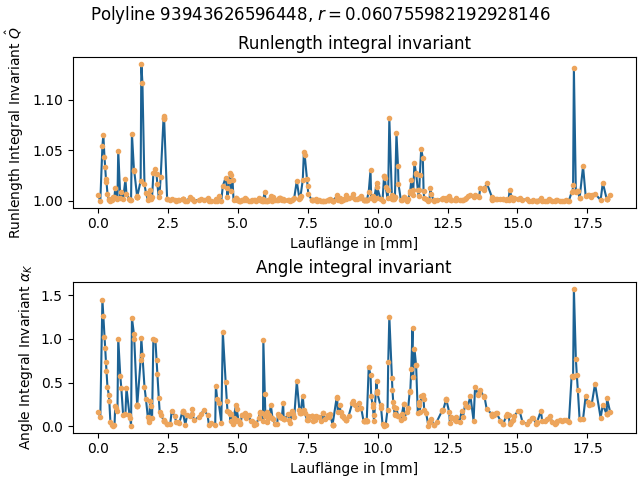 Polyline 93943626596448, r = 0.060755982192928146
Runlength integral invariant
Runlength Integral Invariant Q̂
1.10
1.05
1.00
0.0 2.5 5.0 7.5 10.0 12.5 15.0 17.5
Lauflänge in [mm]
Angle integral invariant
Angle Integral Invariant α_K
1.5
1.0
0.5
0.0
0.0 2.5 5.0 7.5 10.0 12.5 15.0 17.5
Lauflänge in [mm]